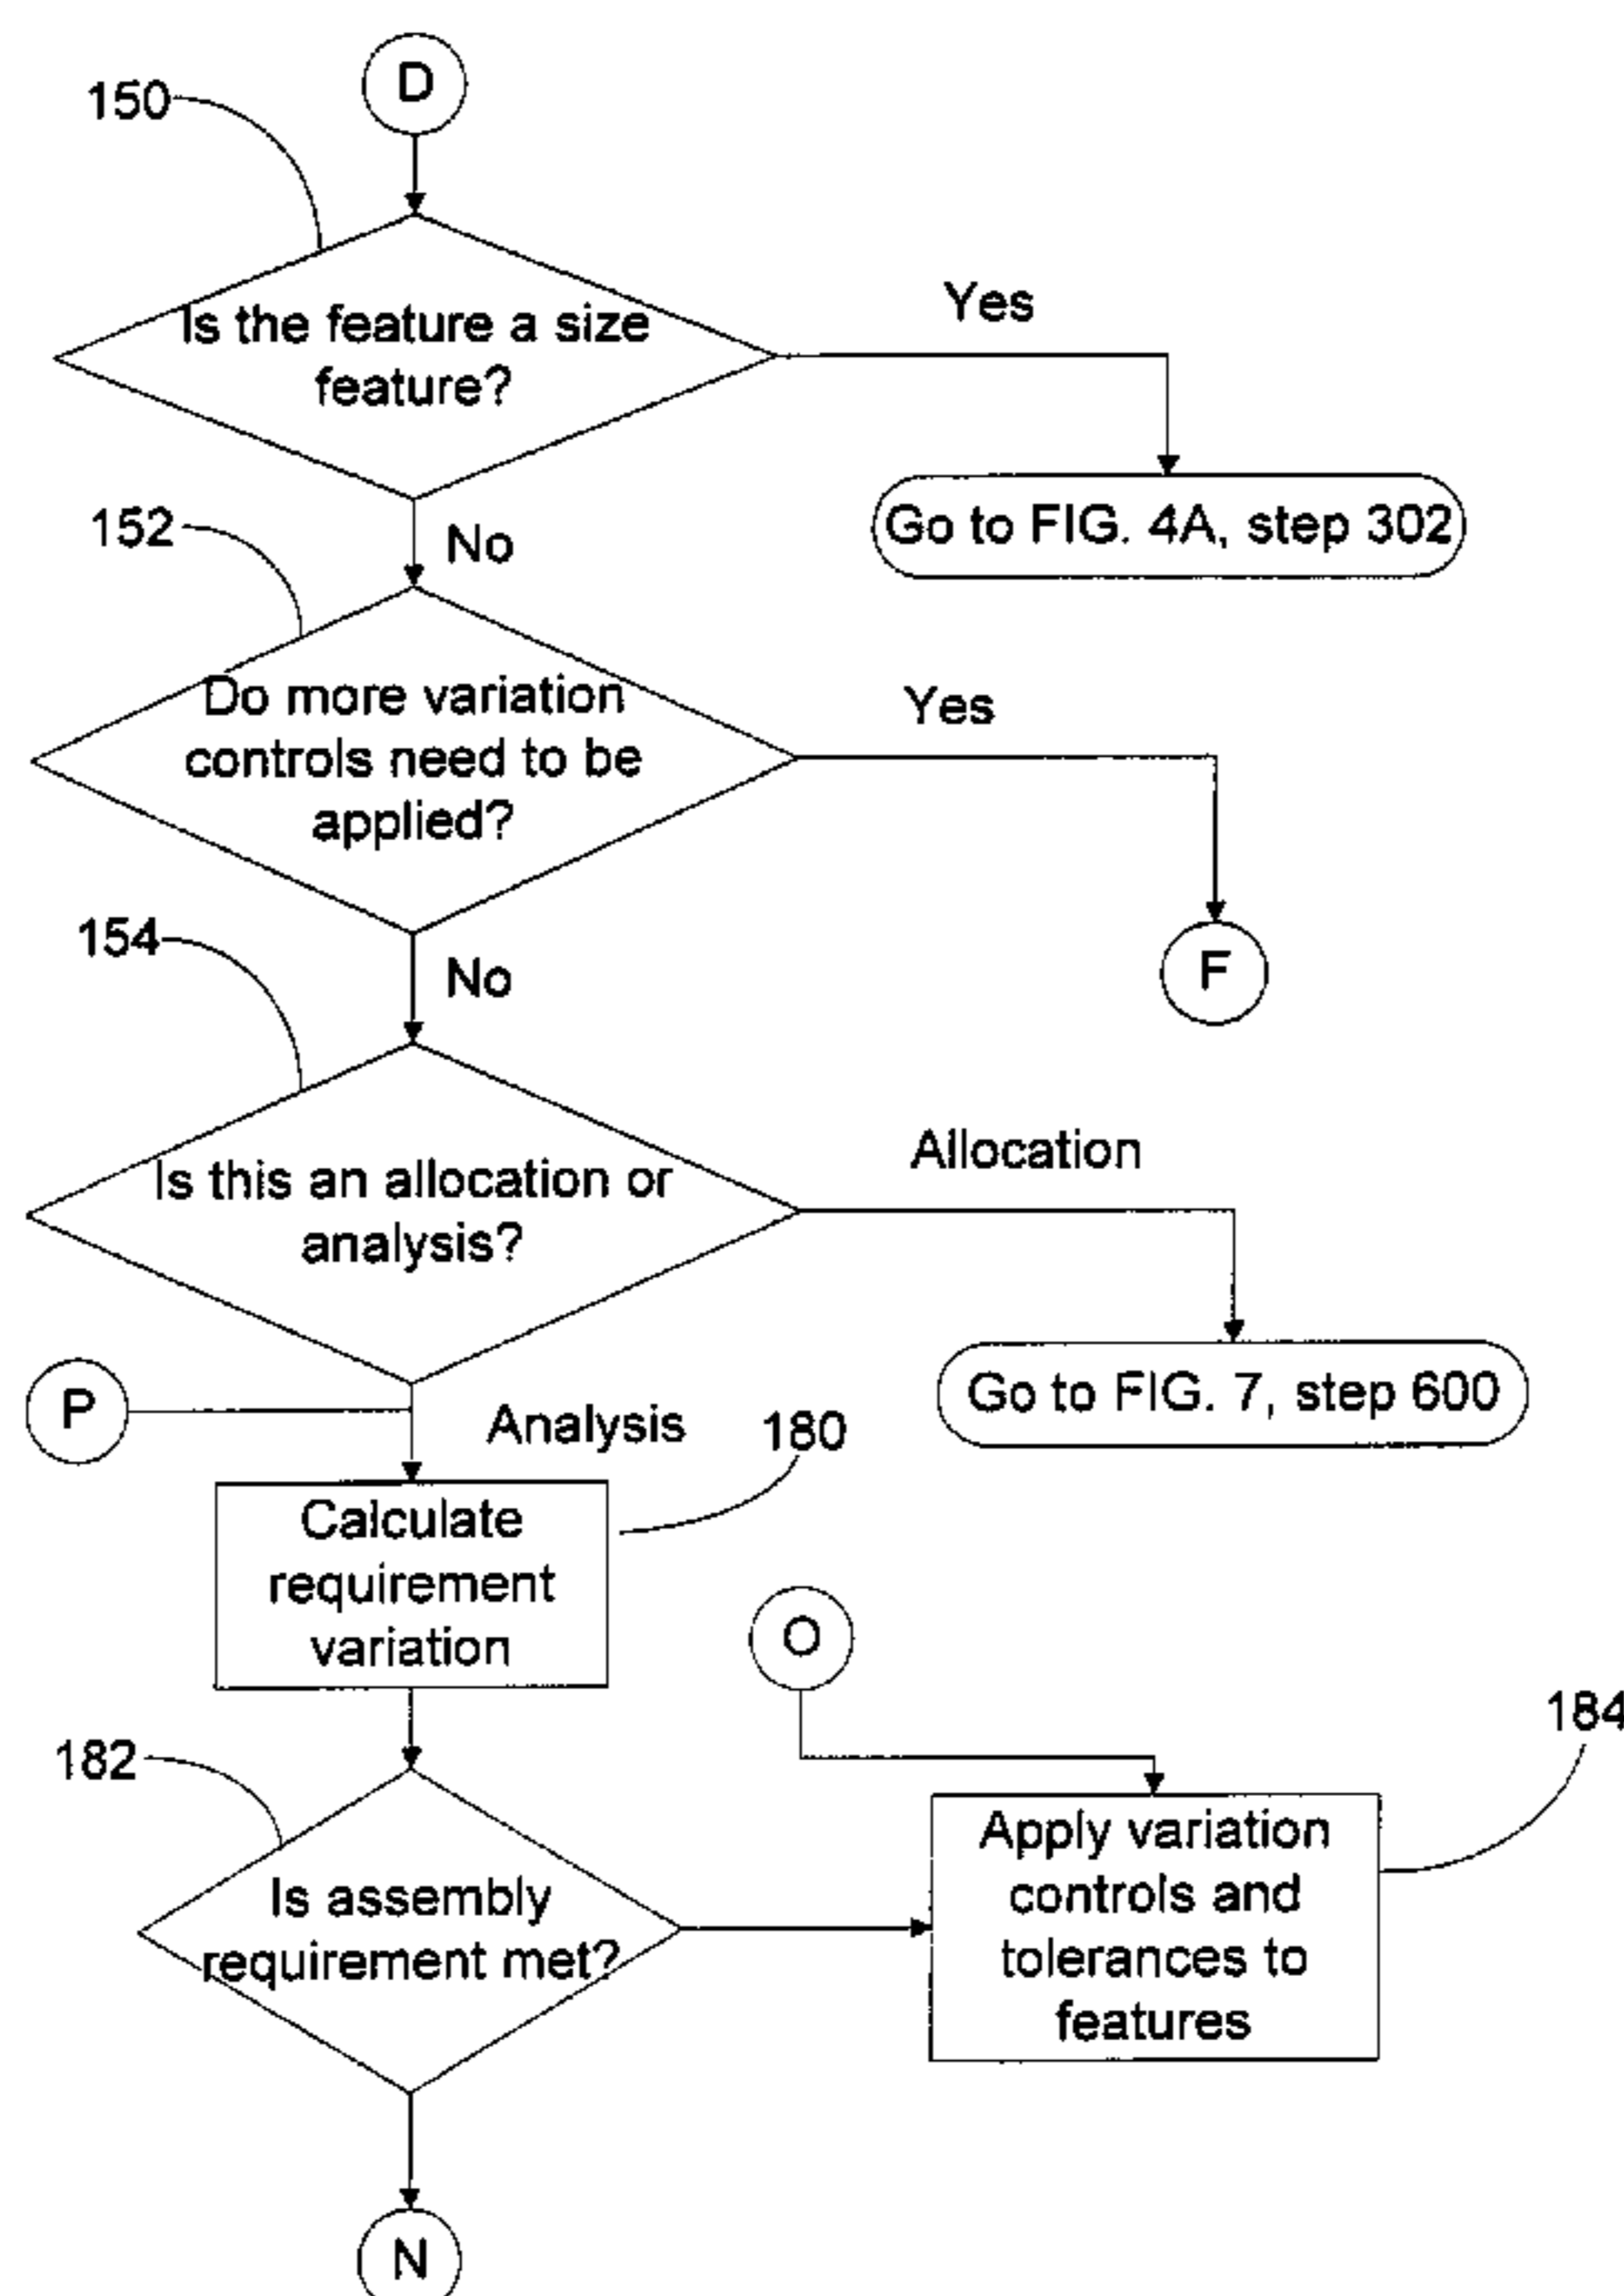 D
150
Is the feature a size
feature?
Yes
Go to FIG. 4A, step 302
152
No
Do more variation
controls need to be
applied?
Yes
F
154
No
Is this an allocation or
analysis?
Allocation
Go to FIG. 7, step 600
P
Analysis
180
Calculate
requirement
variation
O
184
182
Is assembly
requirement met?
Apply variation
controls and
tolerances to
features
N